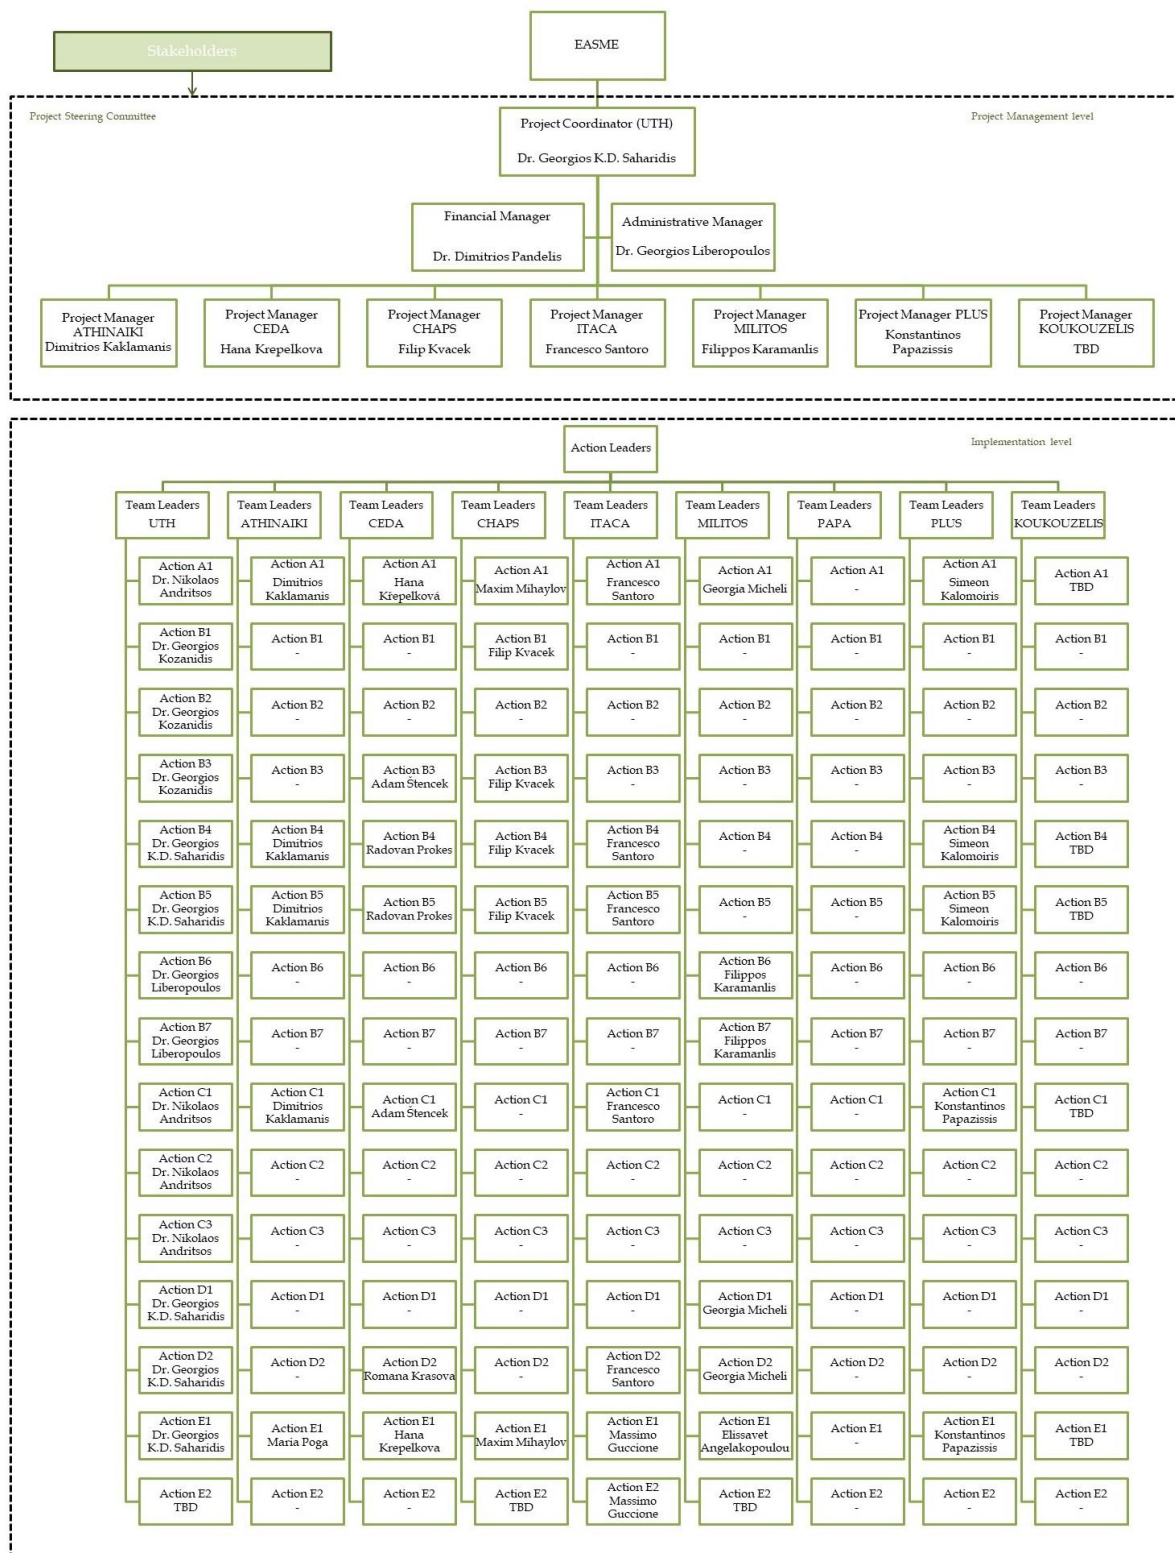 Stakeholders
EASME
Project Steering Committee
Project Management level
Project Coordinator (UTH)
Dr. Georgios K.D. Saharidis
Financial Manager
Dr. Dimitrios Pandelis
Administrative Manager
Dr. Georgios Liberopoulos
Project Manager
ATHINAIKI
Dimitrios Kaklamanis
Project Manager
CEDA
Hana Krepelkova
Project Manager
CHAPS
Filip Kvacek
Project Manager
ITACA
Francesco Santoro
Project Manager
MILITOS
Filippos Karamanlis
Project Manager PLUS
Konstantinos
Papazissis
Project Manager
KOUKOUZELIS
TBD
Implementation level
Action Leaders
Team Leaders
UTH
Team Leaders
ATHINAIKI
Team Leaders
CEDA
Team Leaders
CHAPS
Team Leaders
ITACA
Team Leaders
MILITOS
Team Leaders
PAPA
Team Leaders
PLUS
Team Leaders
KOUKOUZELIS
Action A1
Dr. Nikolaos
Andritsos
Action A1
Dimitrios
Kaklamanis
Action A1
Hana
Křepelková
Action A1
Maxim Mihaylov
Action A1
Francesco
Santoro
Action A1
Georgia Micheli
Action A1
-
Action A1
Simeon
Kalomoiris
Action A1
TBD
Action B1
Dr. Georgios
Kozanidis
Action B1
-
Action B1
-
Action B1
Filip Kvacek
Action B1
-
Action B1
-
Action B1
-
Action B1
-
Action B1
-
Action B2
Dr. Georgios
Kozanidis
Action B2
-
Action B2
-
Action B2
-
Action B2
-
Action B2
-
Action B2
-
Action B2
-
Action B2
-
Action B3
Dr. Georgios
Kozanidis
Action B3
-
Action B3
Adam Štencek
Action B3
Filip Kvacek
Action B3
-
Action B3
-
Action B3
-
Action B3
-
Action B3
-
Action B4
Dr. Georgios
K.D. Saharidis
Action B4
Dimitrios
Kaklamanis
Action B4
Radovan Prokes
Action B4
Filip Kvacek
Action B4
Francesco
Santoro
Action B4
-
Action B4
-
Action B4
Simeon
Kalomoiris
Action B4
TBD
Action B5
Dr. Georgios
K.D. Saharidis
Action B5
Dimitrios
Kaklamanis
Action B5
Radovan Prokes
Action B5
Filip Kvacek
Action B5
Francesco
Santoro
Action B5
-
Action B5
-
Action B5
Simeon
Kalomoiris
Action B5
TBD
Action B6
Dr. Georgios
Liberopoulos
Action B6
-
Action B6
-
Action B6
-
Action B6
-
Action B6
Filippos
Karamanlis
Action B6
-
Action B6
-
Action B6
-
Action B7
Dr. Georgios
Liberopoulos
Action B7
-
Action B7
-
Action B7
-
Action B7
-
Action B7
Filippos
Karamanlis
Action B7
-
Action B7
-
Action B7
-
Action C1
Dr. Nikolaos
Andritsos
Action C1
Dimitrios
Kaklamanis
Action C1
Adam Štencek
Action C1
-
Action C1
Francesco
Santoro
Action C1
-
Action C1
-
Action C1
Konstantinos
Papazissis
Action C1
TBD
Action C2
Dr. Nikolaos
Andritsos
Action C2
-
Action C2
-
Action C2
-
Action C2
-
Action C2
-
Action C2
-
Action C2
-
Action C2
-
Action C3
Dr. Nikolaos
Andritsos
Action C3
-
Action C3
-
Action C3
-
Action C3
-
Action C3
-
Action C3
-
Action C3
-
Action C3
-
Action D1
Dr. Georgios
K.D. Saharidis
Action D1
-
Action D1
-
Action D1
-
Action D1
-
Action D1
Georgia Micheli
Action D1
-
Action D1
-
Action D1
-
Action D2
Dr. Georgios
K.D. Saharidis
Action D2
-
Action D2
Romana Krasova
Action D2
-
Action D2
Francesco
Santoro
Action D2
Georgia Micheli
Action D2
-
Action D2
-
Action D2
-
Action E1
Dr. Georgios
K.D. Saharidis
Action E1
Maria Poga
Action E1
Hana
Krepelkova
Action E1
Maxim Mihaylov
Action E1
Massimo
Guccione
Action E1
Elissavet
Angelakopoulou
Action E1
-
Action E1
Konstantinos
Papazissis
Action E1
TBD
Action E2
TBD
Action E2
-
Action E2
-
Action E2
TBD
Action E2
Massimo
Guccione
Action E2
TBD
Action E2
-
Action E2
-
Action E2
-